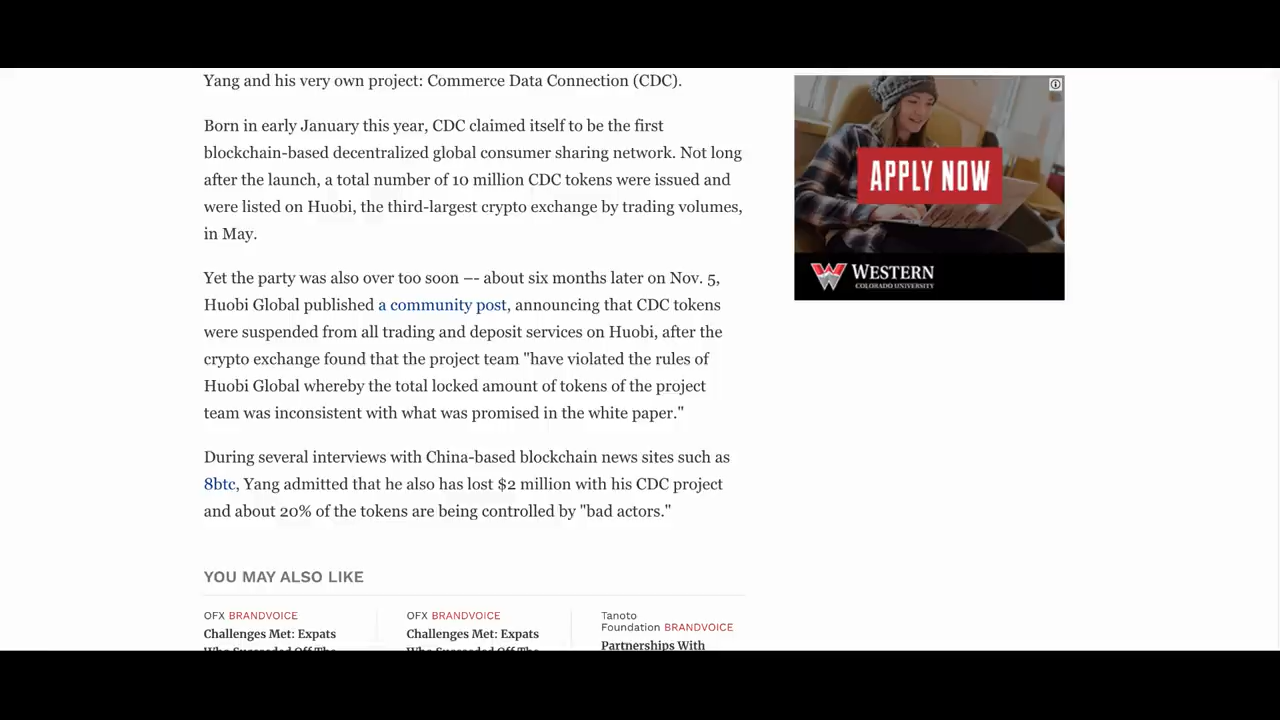 Yang and his very own project: Commerce Data Connection (CDC).
Born in early January this year, CDC claimed itself to be the first
blockchain-based decentralized global consumer sharing network. Not long
after the launch, a total number of 10 million CDC tokens were issued and
were listed on Huobi, the third-largest crypto exchange by trading volumes,
in May.
Yet the party was also over too soon –- about six months later on Nov. 5,
Huobi Global published a community post, announcing that CDC tokens
were suspended from all trading and deposit services on Huobi, after the
crypto exchange found that the project team "have violated the rules of
Huobi Global whereby the total locked amount of tokens of the project
team was inconsistent with what was promised in the white paper."
During several interviews with China-based blockchain news sites such as
8btc, Yang admitted that he also has lost $2 million with his CDC project
and about 20% of the tokens are being controlled by "bad actors."
APPLY NOW
WESTERN
COLORADO UNIVERSITY
YOU MAY ALSO LIKE
OFX BRANDVOICE
Challenges Met: Expats
Who Succeeded Off The
OFX BRANDVOICE
Challenges Met: Expats
Who Succeeded Off The
Tanoto
Foundation BRANDVOICE
Partnerships With